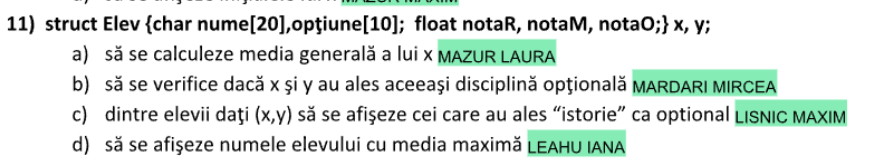 11) struct Elev {char nume[20],opţiune[10]; float notaR, notaM, notaO;} x, y;
a) să se calculeze media generală a lui x MAZUR LAURA
b) să se verifice dacă x şi y au ales aceeaşi disciplină opţională MARDARI MIRCEA
c) dintre elevii daţi (x,y) să se afişeze cei care au ales “istorie” ca optional LISNIC MAXIM
d) să se afişeze numele elevului cu media maximă LEAHU IANA